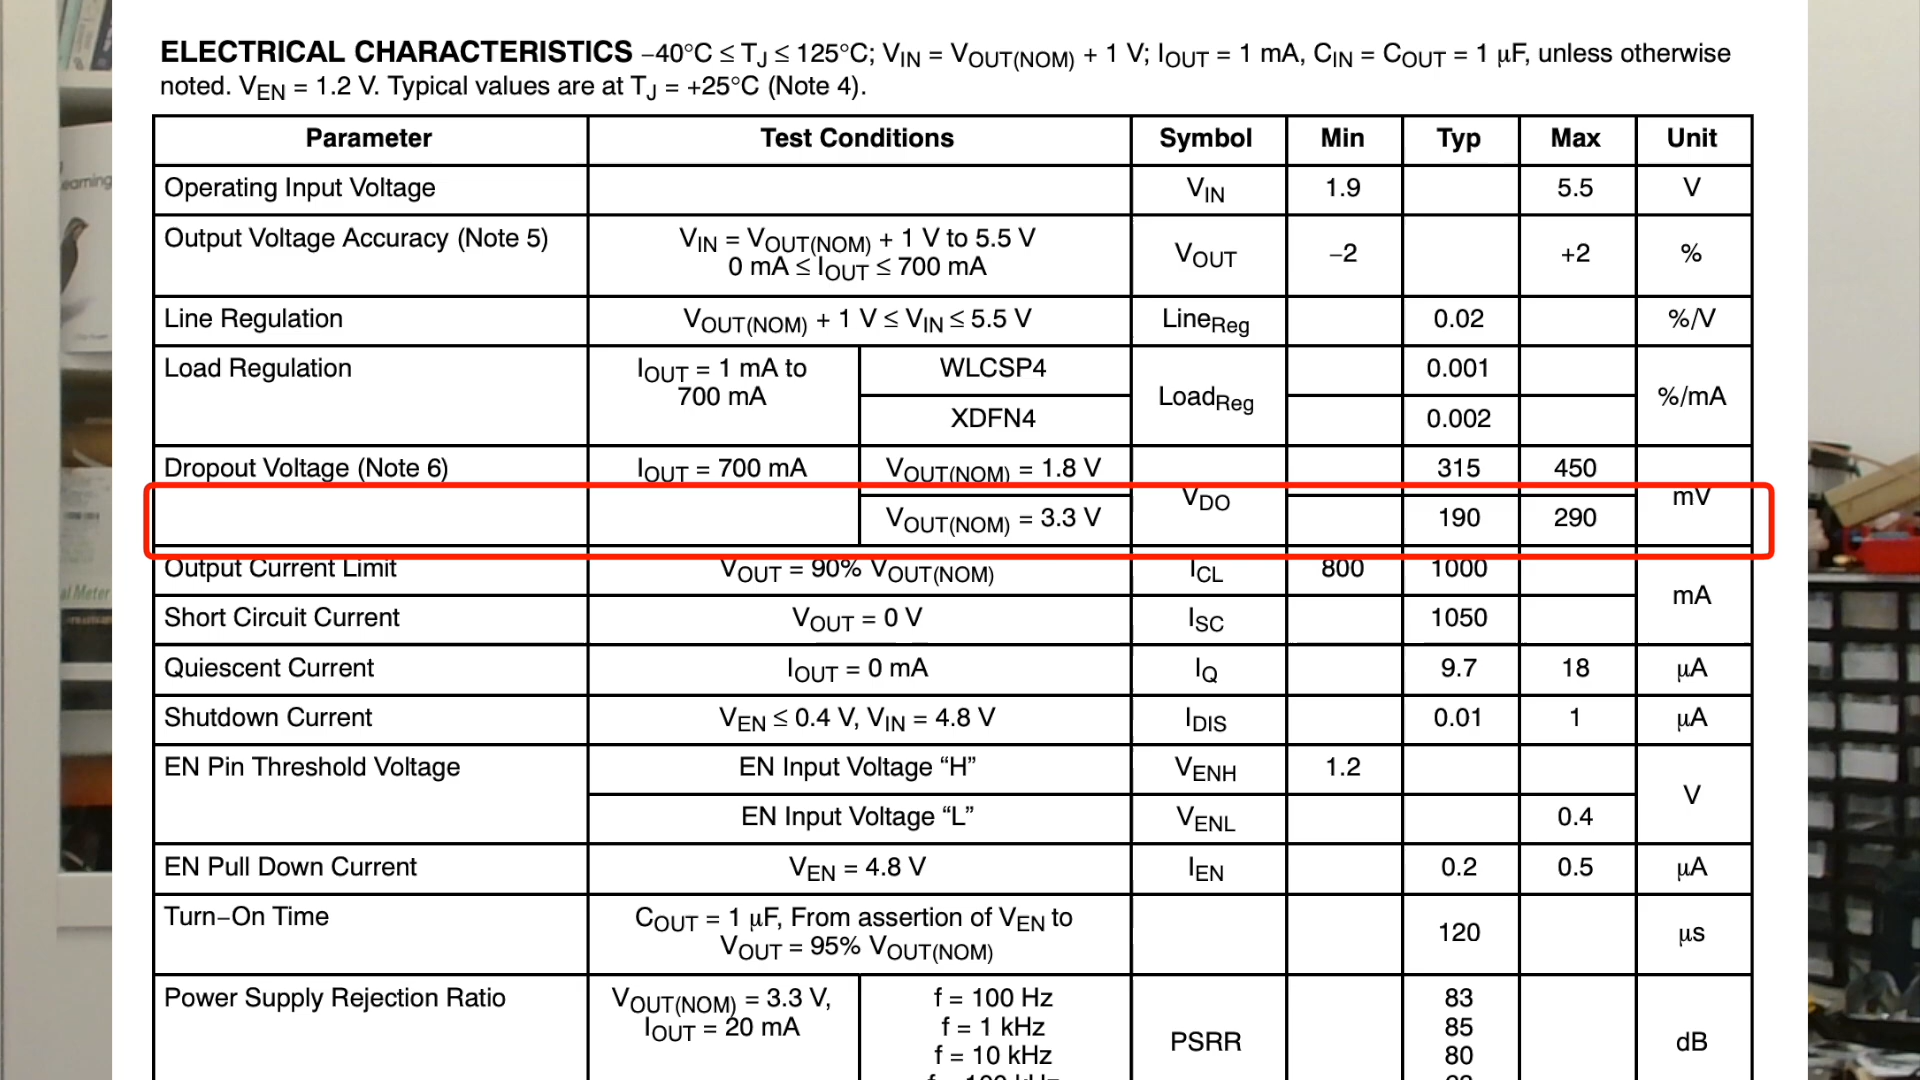 ELECTRICAL CHARACTERISTICS −40°C ≤ TJ ≤ 125°C; VIN = VOUT(NOM) + 1 V; IOUT = 1 mA, CIN = COUT = 1 μF, unless otherwise
noted. VEN = 1.2 V. Typical values are at TJ = +25°C (Note 4).
Parameter Test Conditions Symbol Min Typ Max Unit
Operating Input Voltage VIN 1.9 5.5 V
Output Voltage Accuracy (Note 5) VIN = VOUT(NOM) + 1 V to 5.5 V
0 mA ≤ IOUT ≤ 700 mA VOUT −2 +2 %
Line Regulation VOUT(NOM) + 1 V ≤ VIN ≤ 5.5 V LineReg 0.02 %/V
Load Regulation IOUT = 1 mA to
700 mA WLCSP4 LoadReg 0.001 %/mA
XDFN4 0.002
Dropout Voltage (Note 6) IOUT = 700 mA VOUT(NOM) = 1.8 V VDO 315 450 mV
VOUT(NOM) = 3.3 V 190 290
Output Current Limit VOUT = 90% VOUT(NOM) ICL 800 1000 mA
Short Circuit Current VOUT = 0 V ISC 1050
Quiescent Current IOUT = 0 mA IQ 9.7 18 μA
Shutdown Current VEN ≤ 0.4 V, VIN = 4.8 V IDIS 0.01 1 μA
EN Pin Threshold Voltage EN Input Voltage “H” VENH 1.2 V
EN Input Voltage “L” VENL 0.4
EN Pull Down Current VEN = 4.8 V IEN 0.2 0.5 μA
Turn−On Time COUT = 1 μF, From assertion of VEN to
VOUT = 95% VOUT(NOM) 120 μs
Power Supply Rejection Ratio VOUT(NOM) = 3.3 V,
IOUT = 20 mA f = 100 Hz PSRR 83 dB
f = 1 kHz 85
f = 10 kHz 80